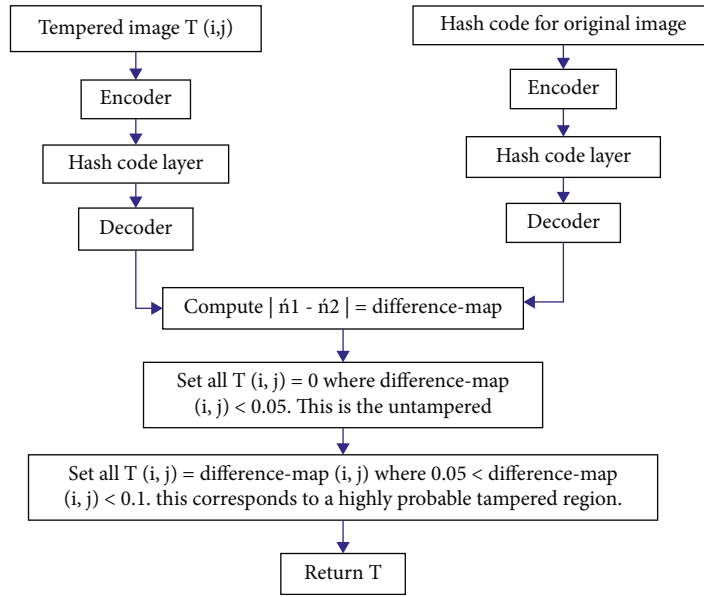 Tempered image T (i,j)
Encoder
Hash code layer
Decoder
Hash code for original image
Encoder
Hash code layer
Decoder
Compute | ń1 - ń2 | = difference-map
Set all T (i, j) = 0 where difference-map
(i, j) < 0.05. This is the untampered
Set all T (i, j) = difference-map (i, j) where 0.05 < difference-map
(i, j) < 0.1. this corresponds to a highly probable tampered region.
Return T